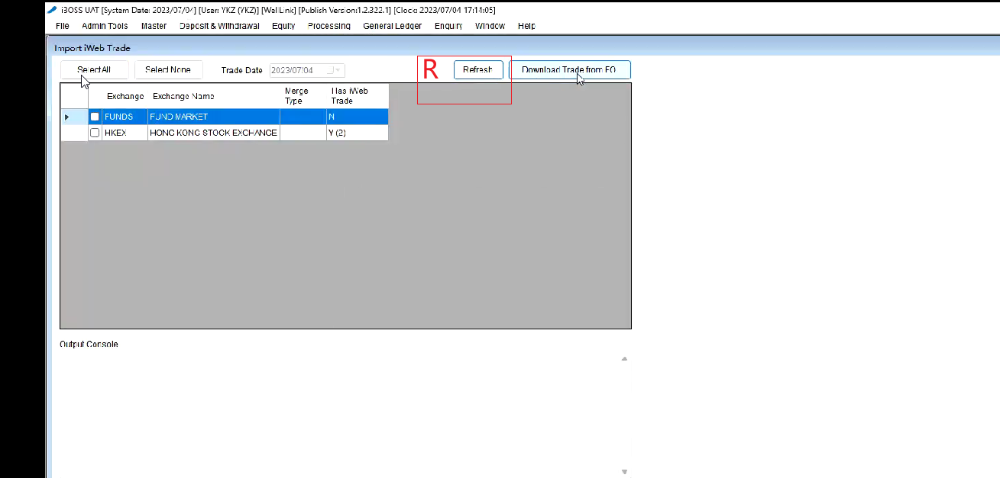 iBOSS UAT [System Date: 2023/07/04] [User: YKZ (YKZ)] [WellLink] [Publish Version:1.2.322.1] [Clock: 2023/07/04 17:14:05]
File Admin Tools Master Deposit & Withdrawal Equity Processing General Ledger Enquiry Window Help
Import iWeb Trade
Select All Select None Trade Date 2023/07/04 R Refresh Download Trade from FO
Exchange Exchange Name Merge Type Has iWeb Trade
FUNDS FUND MARKET N
HKEX HONG KONG STOCK EXCHANGE Y (2)
Output Console